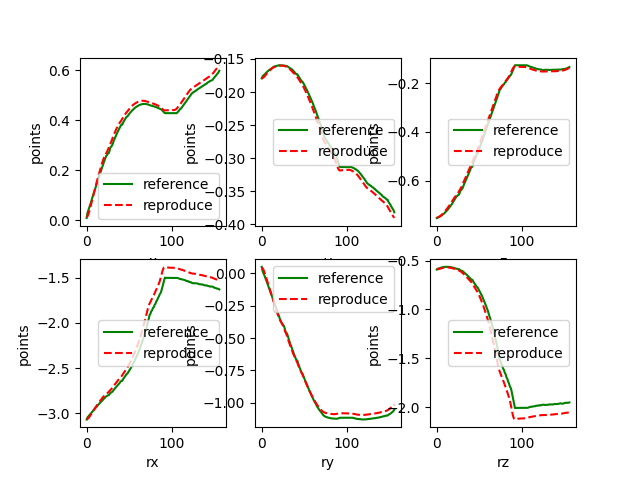 points
0.6
0.4
0.2
0.0
0 100
reference
reproduce
points
−0.15
−0.20
−0.25
−0.30
−0.35
−0.40
0 100
reference
reproduce
points
−0.2
−0.4
−0.6
0 100
reference
reproduce
points
−1.5
−2.0
−2.5
−3.0
0 100
rx
reference
reproduce
points
0.00
−0.25
−0.50
−0.75
−1.00
0 100
ry
reference
reproduce
points
−0.5
−1.0
−1.5
−2.0
0 100
rz
reference
reproduce